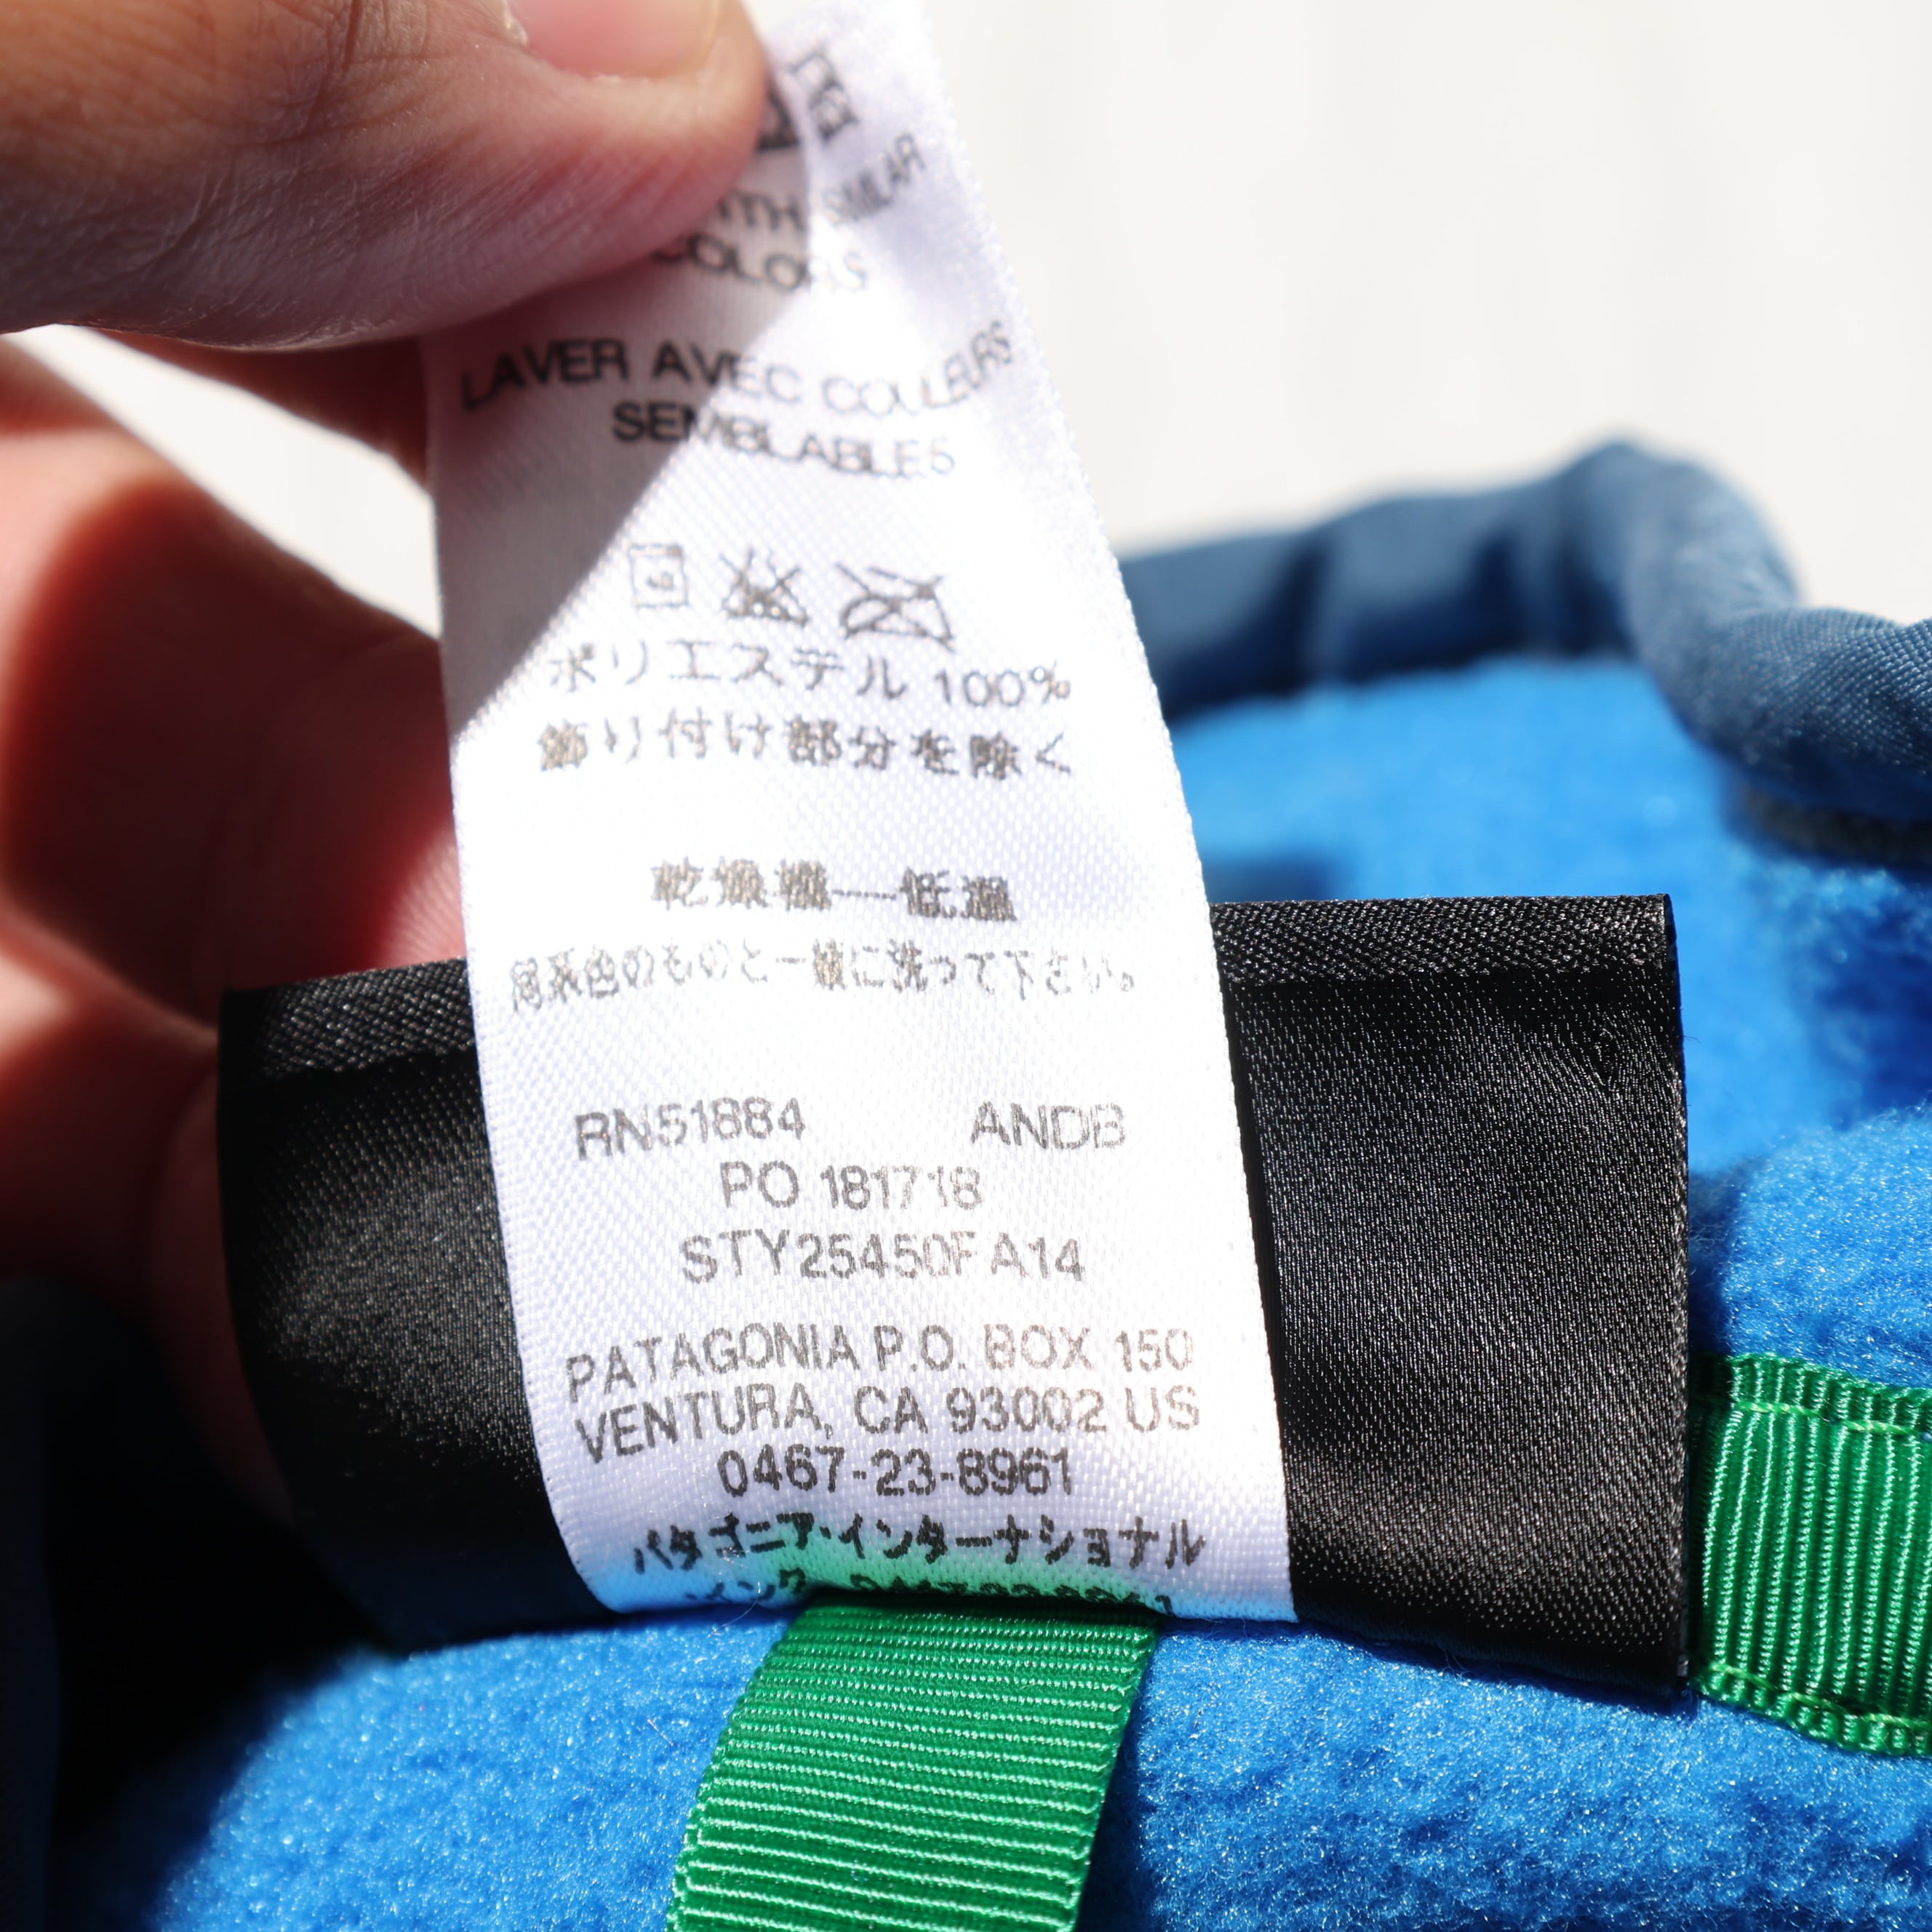 SIMILAR
COLORS
LAVER AVEC COULEURS
SEMBLABLES
ポリエステル 100%
飾り付け部分を除く
乾燥機—低温
同系色のものと一緒に洗って下さい。
RN51884 ANDB
PO 181718
STY25450FA14
PATAGONIA P.O. BOX 150
VENTURA, CA 93002 US
0467-23-8961
パタゴニア・インターナショナル